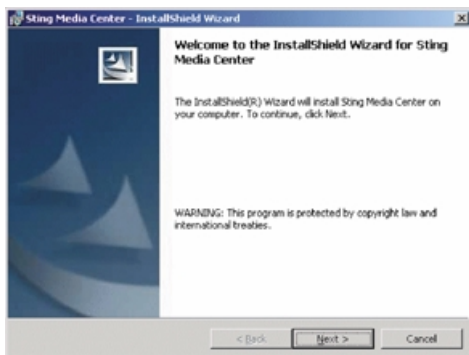 Sting Media Center - InstallShield Wizard
Welcome to the InstallShield Wizard for Sting
Media Center
The InstallShield(R) Wizard will install Sting Media Center on
your computer. To continue, click Next.
WARNING: This program is protected by copyright law and
international treaties.
< Back
Next >
Cancel